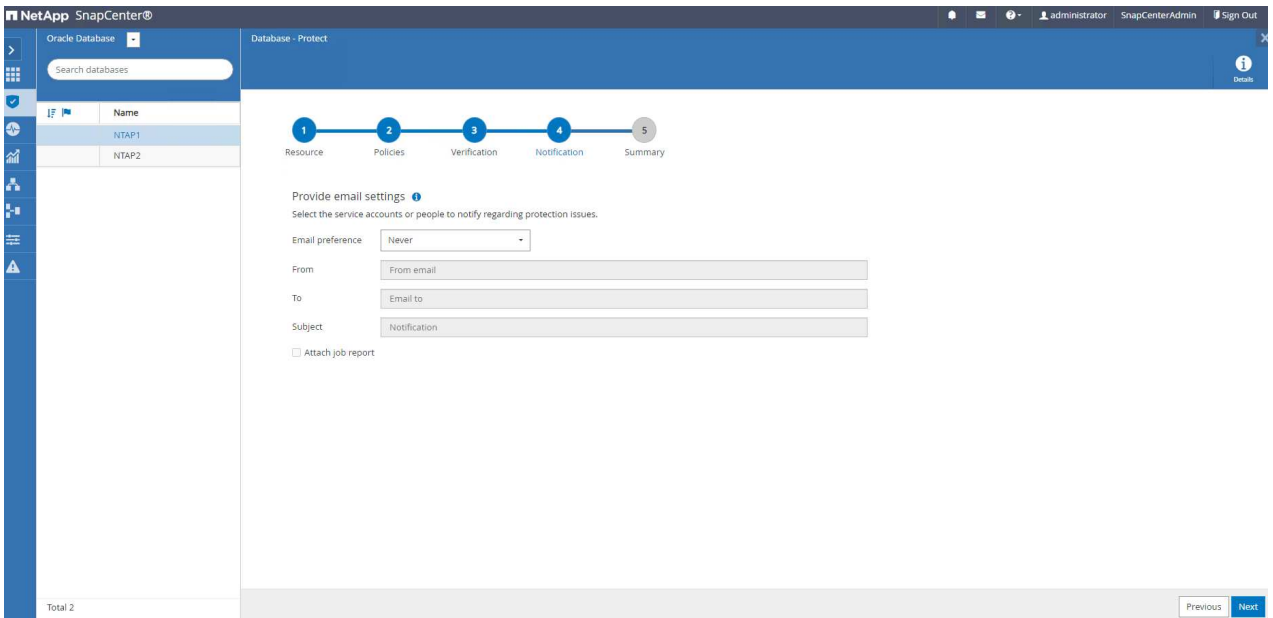 NetApp SnapCenter®
administrator SnapCenterAdmin Sign Out
Oracle Database
Database - Protect
Search databases
Details
Name
NTAP1
NTAP2
1 2 3 4 5
Resource Policies Verification Notification Summary
Provide email settings
Select the service accounts or people to notify regarding protection issues.
Email preference Never
From From email
To Email to
Subject Notification
Attach job report
Total 2
Previous Next